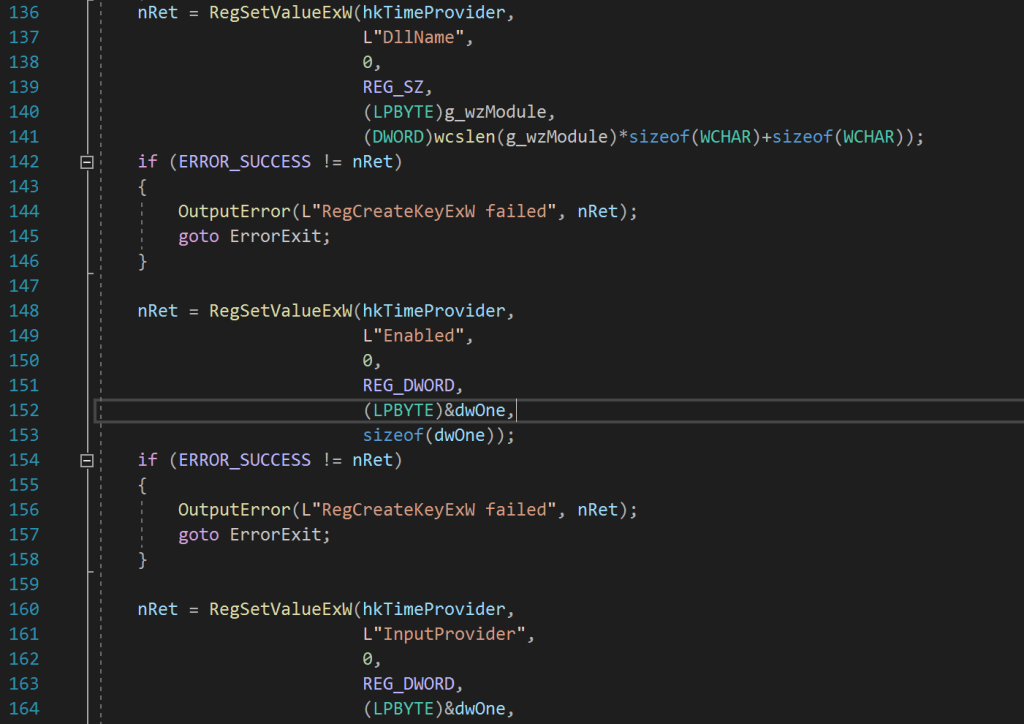 136 nRet = RegSetValueExW(hkTimeProvider,
137 L"DllName",
138 0,
139 REG_SZ,
140 (LPBYTE)g_wzModule,
141 (DWORD)wcslen(g_wzModule)*sizeof(WCHAR)+sizeof(WCHAR));
142 if (ERROR_SUCCESS != nRet)
143 {
144 OutputError(L"RegCreateKeyExW failed", nRet);
145 goto ErrorExit;
146 }
147
148 nRet = RegSetValueExW(hkTimeProvider,
149 L"Enabled",
150 0,
151 REG_DWORD,
152 (LPBYTE)&dwOne,
153 sizeof(dwOne));
154 if (ERROR_SUCCESS != nRet)
155 {
156 OutputError(L"RegCreateKeyExW failed", nRet);
157 goto ErrorExit;
158 }
159
160 nRet = RegSetValueExW(hkTimeProvider,
161 L"InputProvider",
162 0,
163 REG_DWORD,
164 (LPBYTE)&dwOne,